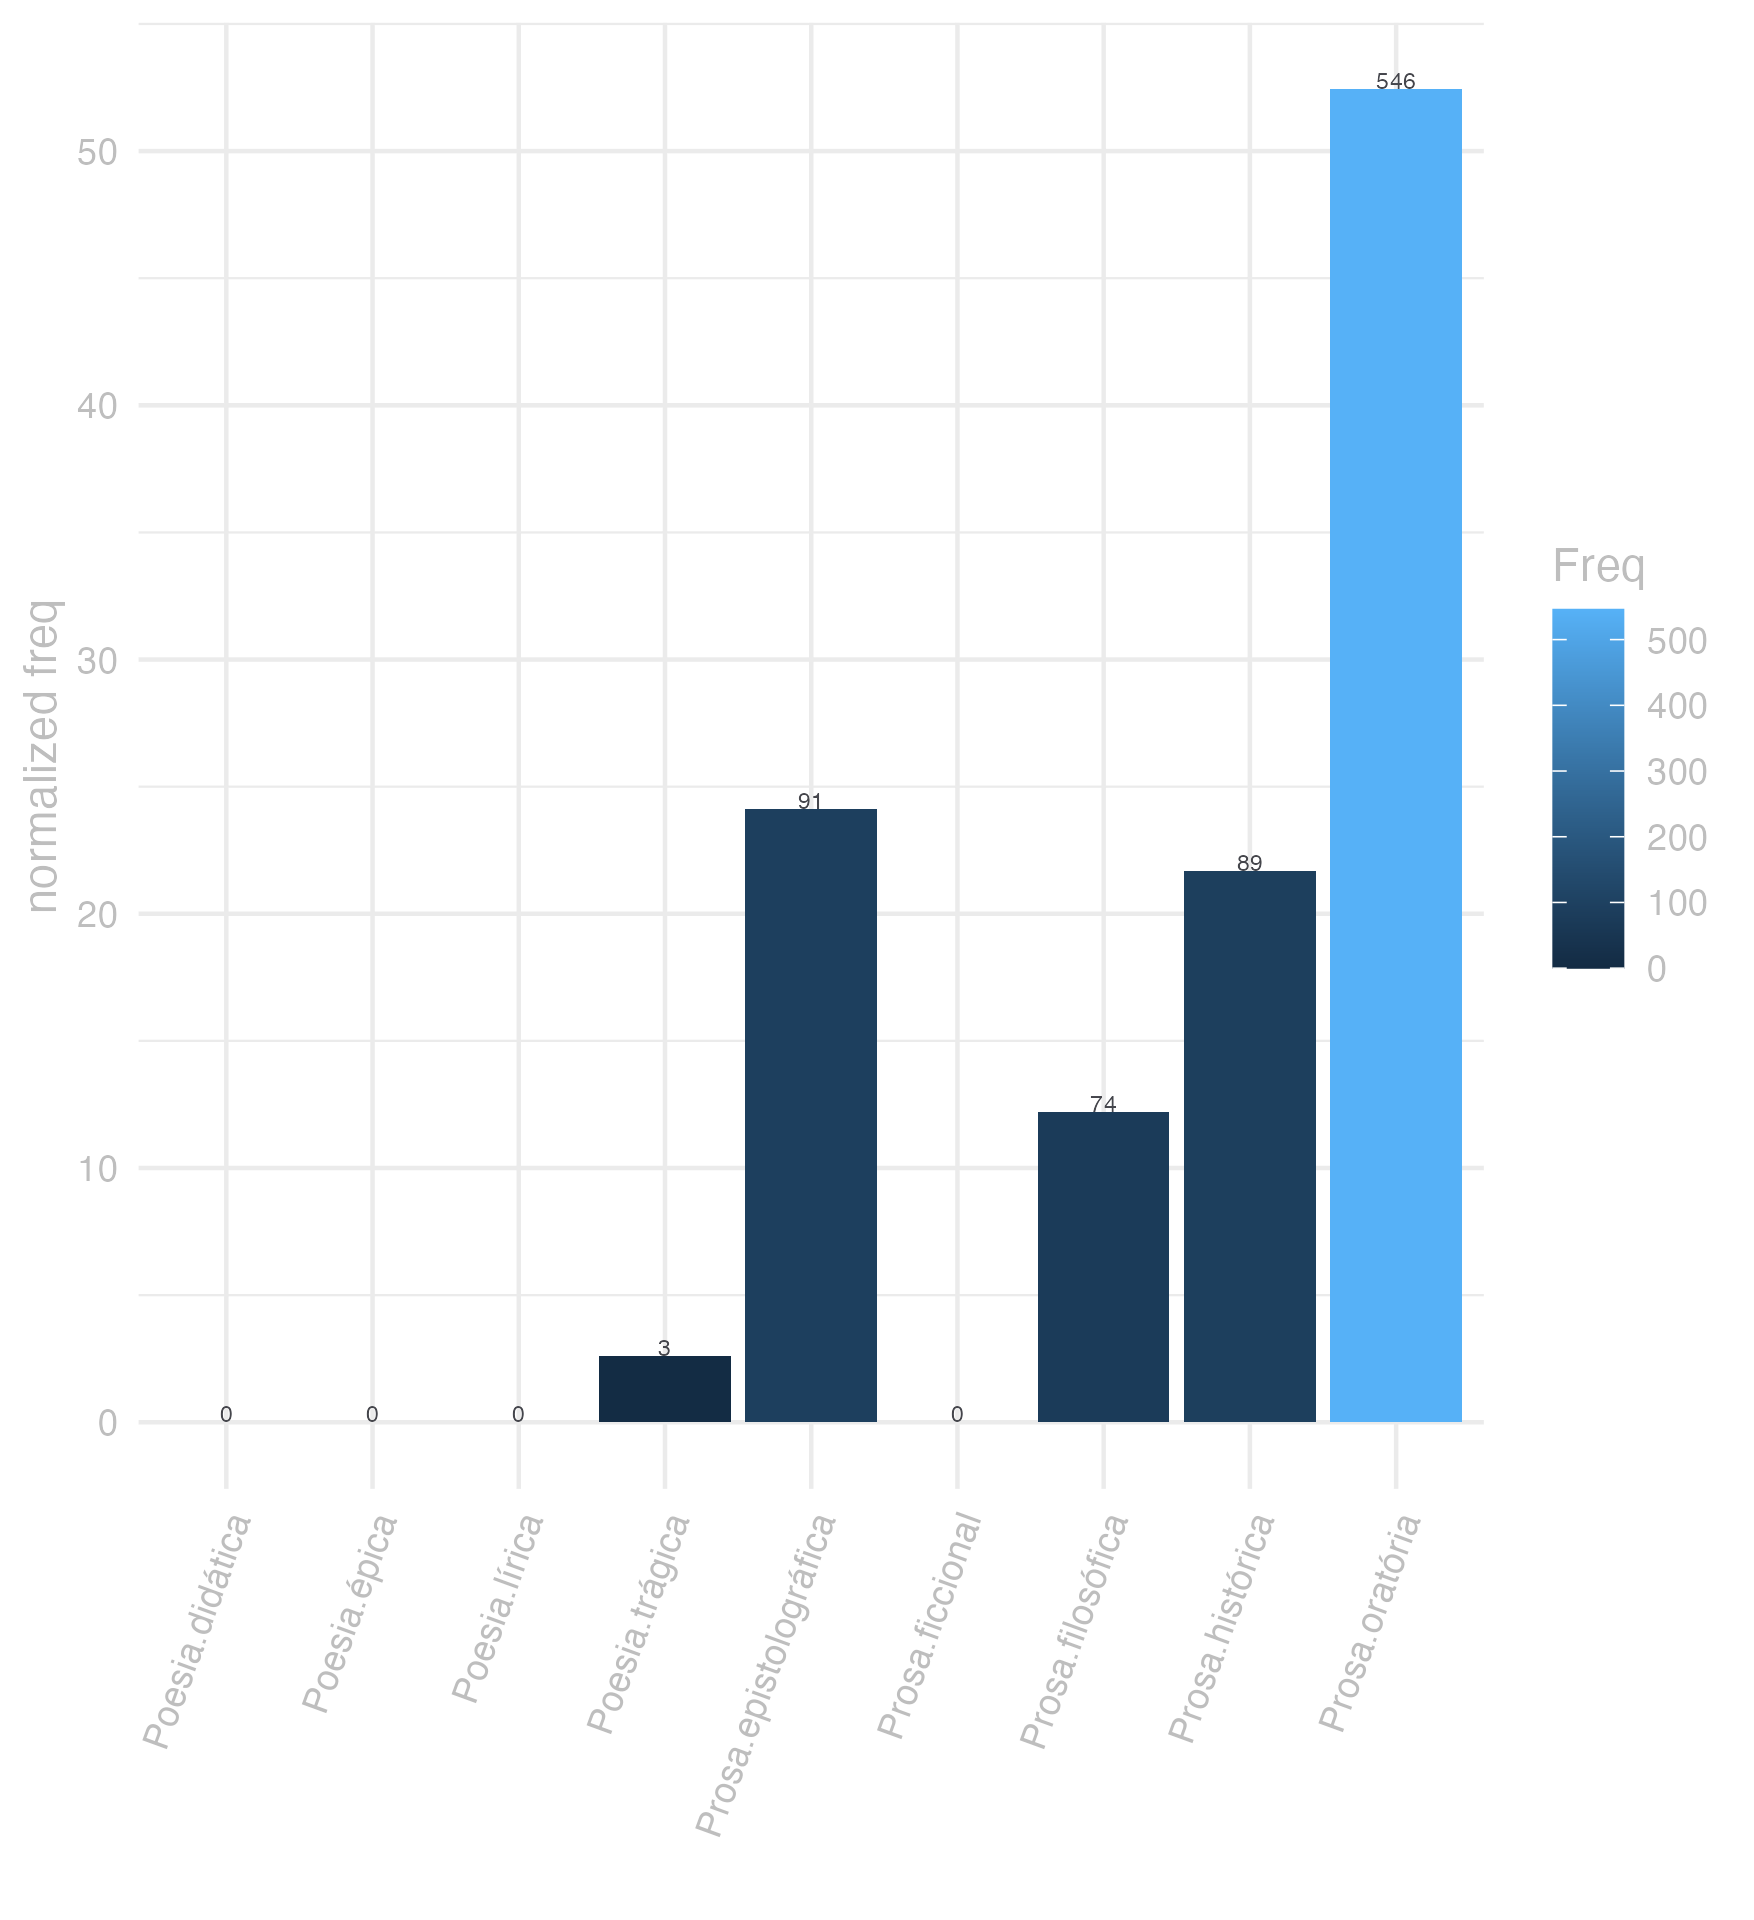 546
50
40
30
20
10
0
normalized freq
91
89
74
3
0
0
0
0
Freq
500
400
300
200
100
0
Poesia.didática
Poesia.épica
Poesia.lírica
Poesia.trágica
Prosa.epistolográfica
Prosa.ficcional
Prosa.filosófica
Prosa.histórica
Prosa.oratória